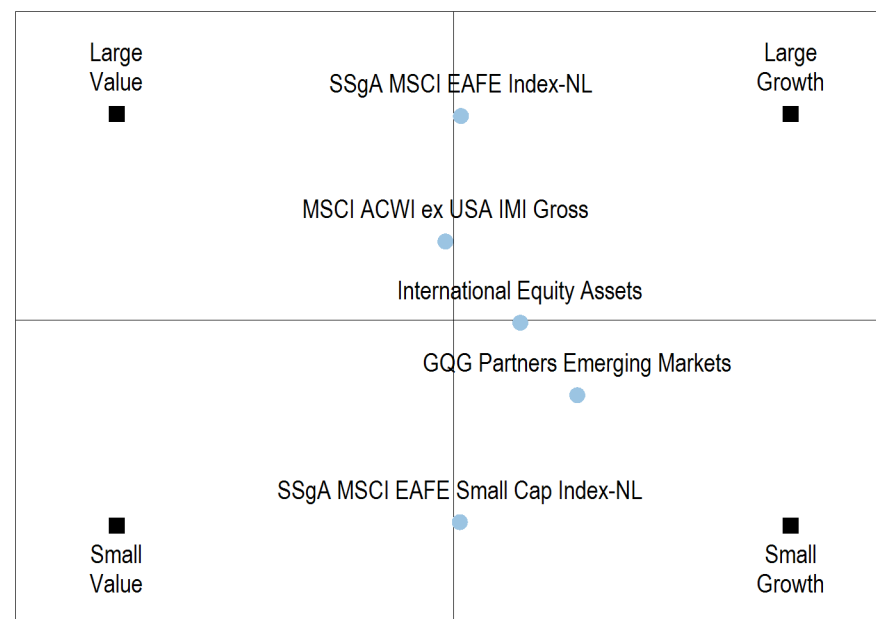 Large
Value
SSgA MSCI EAFE Index-NL
Large
Growth
MSCI ACWI ex USA IMI Gross
International Equity Assets
GQG Partners Emerging Markets
SSgA MSCI EAFE Small Cap Index-NL
Small
Value
Small
Growth